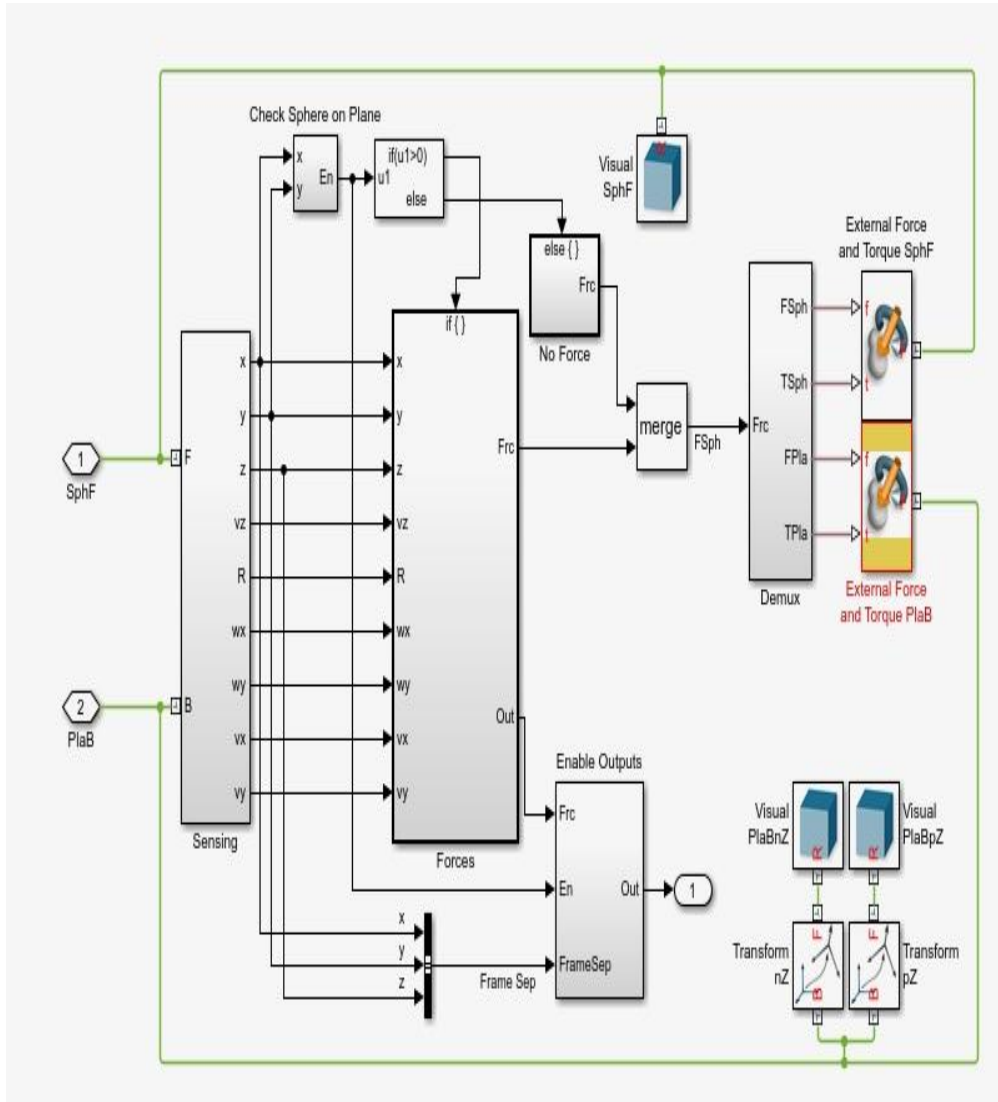 Check Sphere on Plane
x
y
En
if(u1>0)
u1
else
Visual
SphF
R
External Force
and Torque SphF
else { }
Frc
No Force
if { }
x
y
z
vz
R
wx
wy
vx
vy
F
B
Sensing
x
y
z
vz
R
wx
wy
vx
vy
Frc
Out
Forces
1
SphF
2
PlaB
merge
FSph
Frc
FSph
TSph
FPla
TPla
Demux
f
t
f
t
External Force
and Torque PlaB
Enable Outputs
Frc
En
FrameSep
Out
1
x
y
z
Frame Sep
Visual
PlaBnZ
R
R
Visual
PlaBpZ
Transform
nZ
F
B
F
B
Transform
pZ